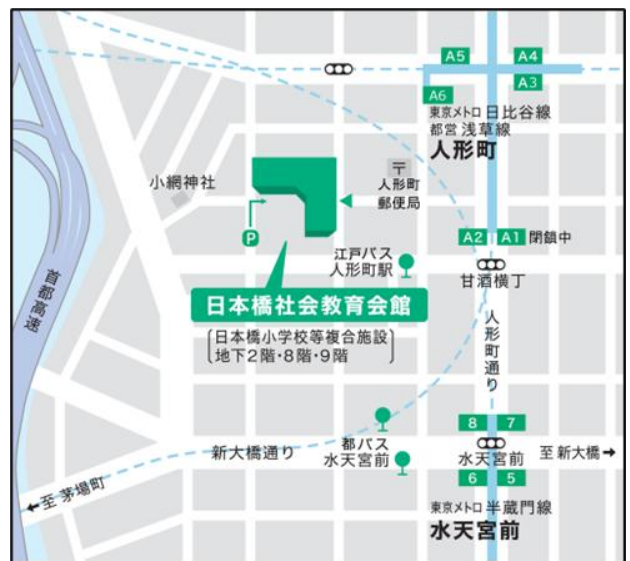 A5
A4
A3
A6
東京メトロ 日比谷線
都営 浅草線
人形町
〒
人形町
郵便局
小網神社
P
A2
A1
閉鎖中
江戸バス
人形町駅
甘酒横丁
首都高速
日本橋社会教育会館
日本橋小学校等複合施設
地下2階・8階・9階
人形町通り
8
7
都バス
水天宮前
新大橋通り
水天宮前
至 新大橋→
6
5
←至 茅場町
東京メトロ 半蔵門線
水天宮前